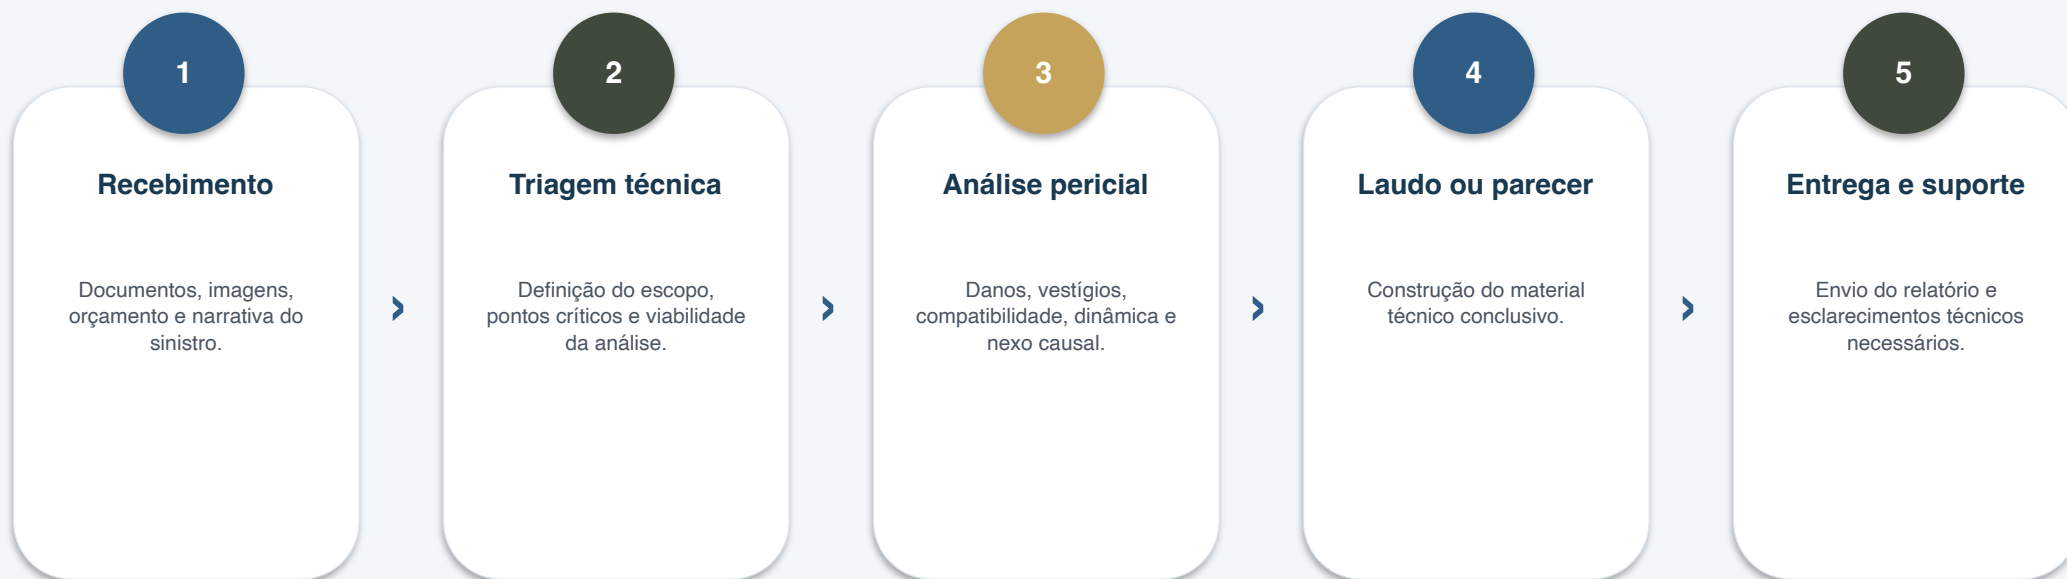 1
Recebimento
Documentos, imagens,
orçamento e narrativa do
sinistro.
›
2
Triagem técnica
Definição do escopo,
pontos críticos e viabilidade
da análise.
›
3
Análise pericial
Danos, vestígios,
compatibilidade, dinâmica e
nexo causal.
›
4
Laudo ou parecer
Construção do material
técnico conclusivo.
›
5
Entrega e suporte
Envio do relatório e
esclarecimentos técnicos
necessários.